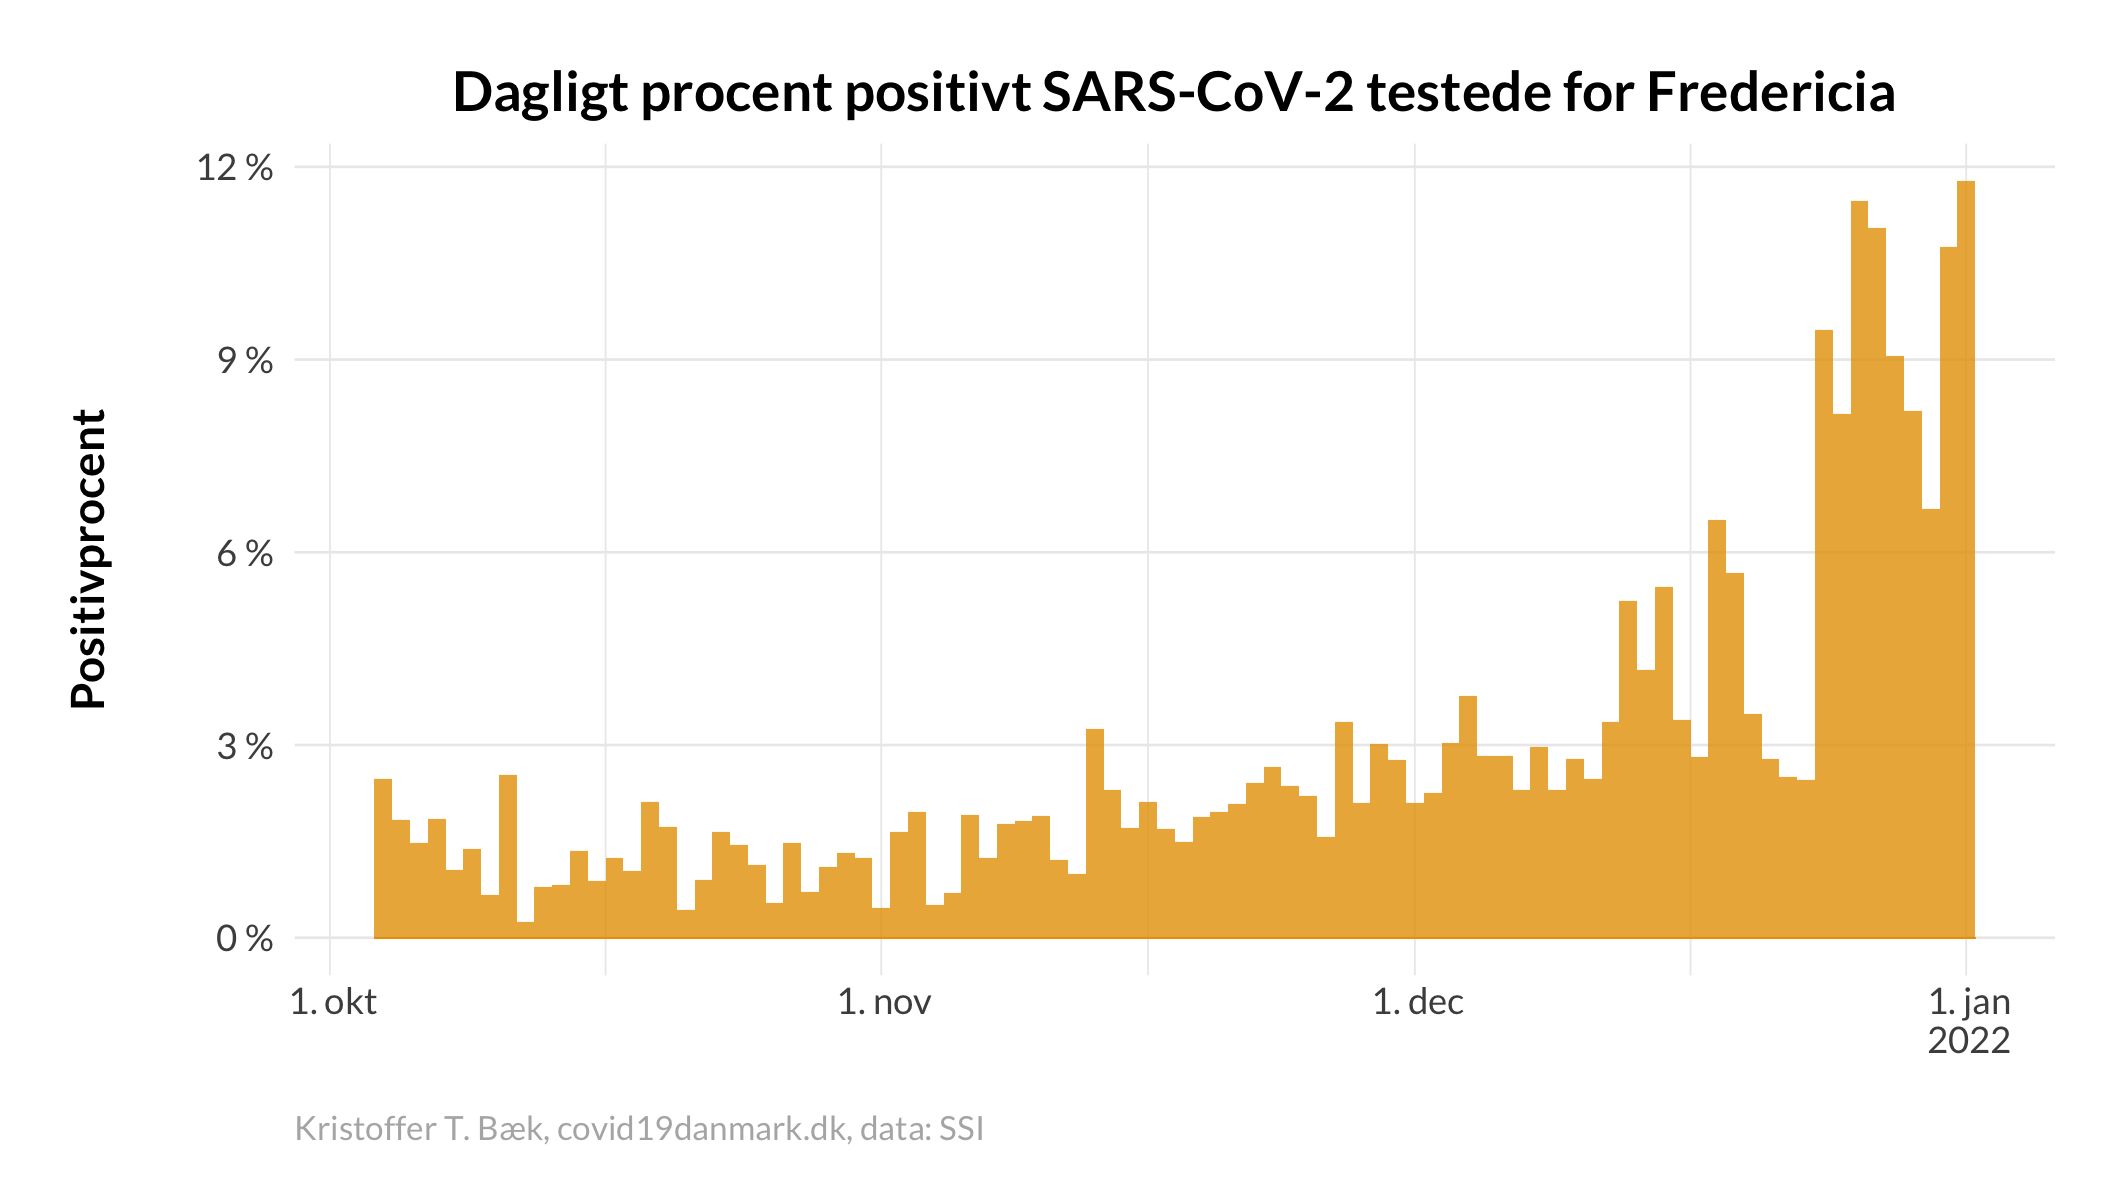 Dagligt procent positivt SARS-CoV-2 testede for Fredericia
Positivprocent
12 %
9 %
6 %
3 %
0 %
1. okt
1. nov
1. dec
1. jan
2022
Kristoffer T. Bæk, covid19danmark.dk, data: SSI